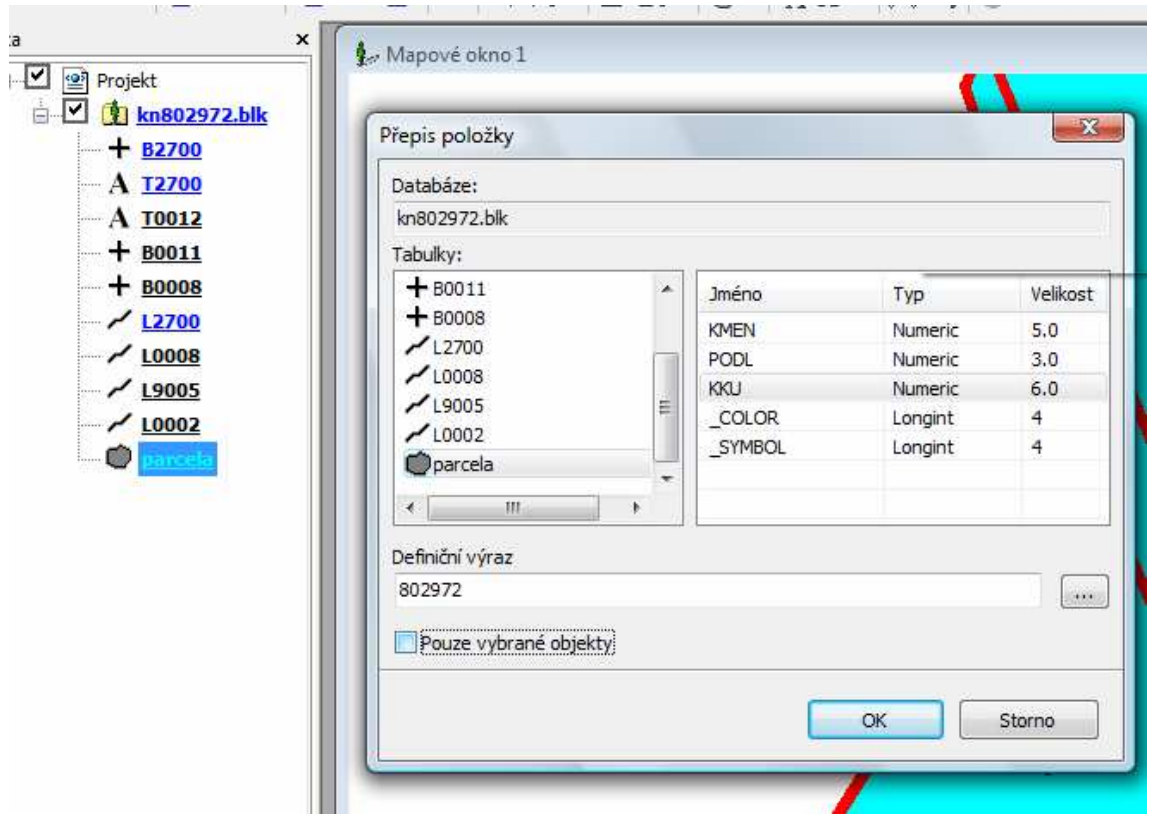 a
Projekt
kn802972.blk
B2700
T2700
T0012
B0011
B0008
L2700
L0008
L9005
L0002
parcela
Mapové okno 1
Přepis položky
Databáze:
kn802972.blk
Tabulky:
B0011
B0008
L2700
L0008
L9005
L0002
parcela
Jméno Typ Velikost
KMEN Numeric 5.0
PODL Numeric 3.0
KKU Numeric 6.0
_COLOR Longint 4
_SYMBOL Longint 4
Definiční výraz
802972
...
Pouze vybrané objekty
OK Storno